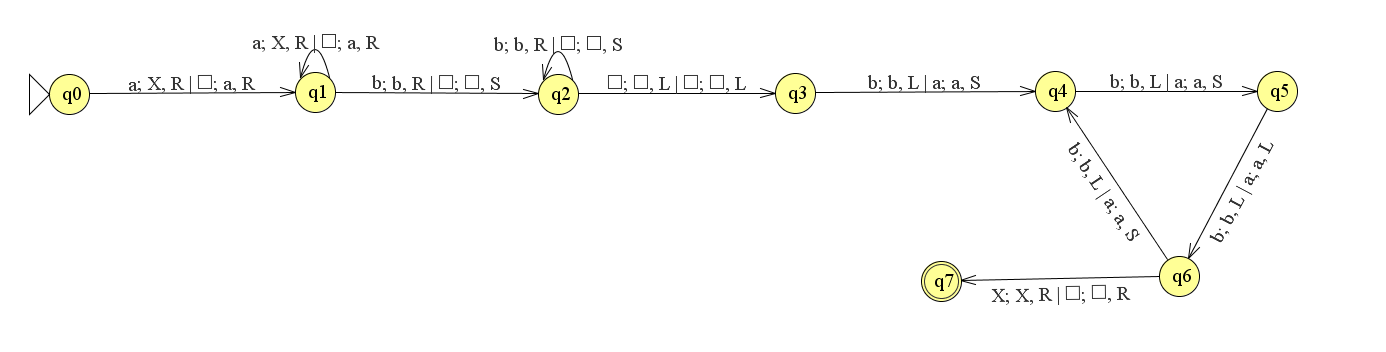 a; X, R | □; a, R
b; b, R | □; □, S
q0
a; X, R | □; a, R
q1
b; b, R | □; □, S
q2
□; □, L | □; □, L
q3
b; b, L | a; a, S
q4
b; b, L | a; a, S
q5
b; b, L | a; a, S
b; b, L | a; a, L
q7
X; X, R | □; □, R
q6